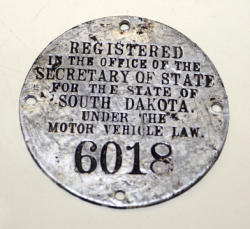 REGISTERED
IN THE OFFICE OF THE
SECRETARY OF STATE
FOR THE STATE OF
SOUTH DAKOTA
UNDER THE
MOTOR VEHICLE LAW.
6018